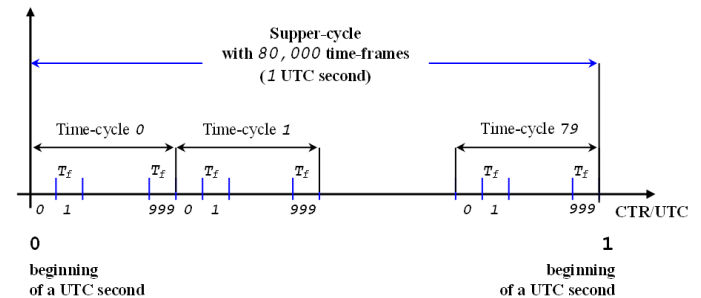 Supper-cycle
with 80,000 time-frames
(1 UTC second)
Time-cycle 0 Time-cycle 1 Time-cycle 79
Tf Tf Tf Tf Tf Tf
0 1 999 0 1 999 0 1 999 CTR/UTC
0 1
beginning beginning
of a UTC second of a UTC second